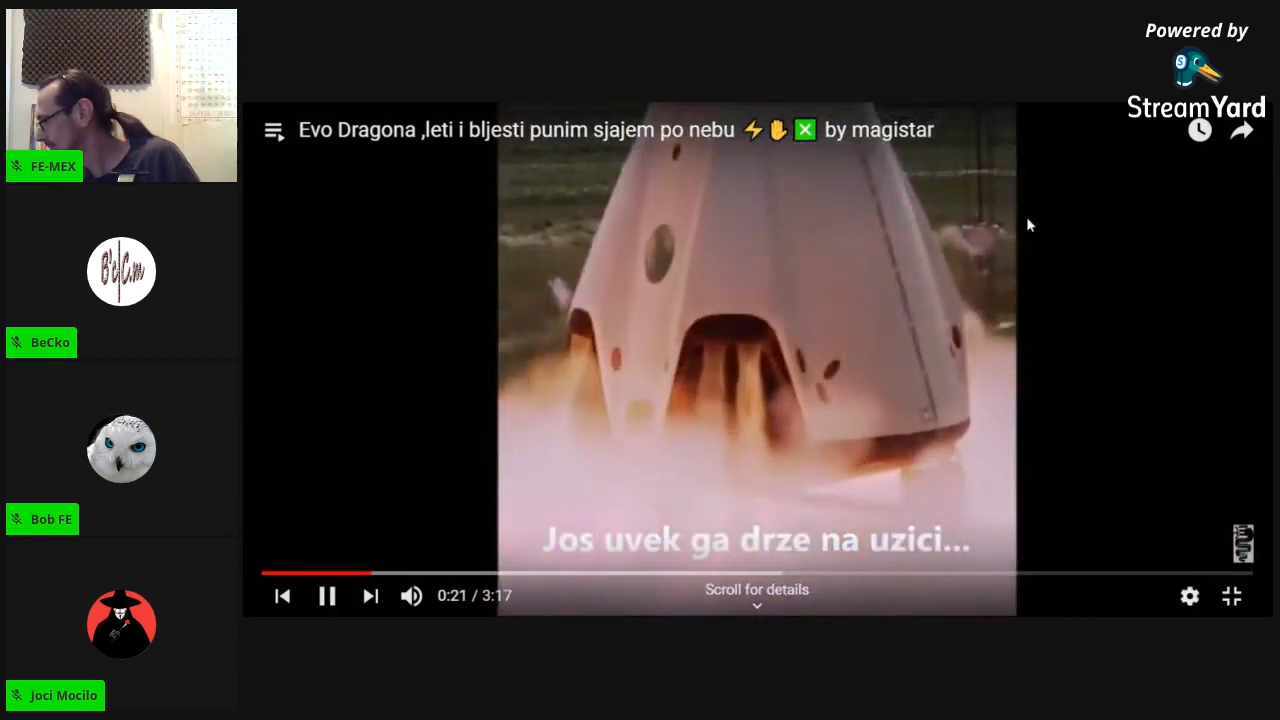 Powered by
StreamYard
Evo Dragona ,leti i bljesti punim sjajem po nebu ⚡✋❎ by magistar
FE-MEX
B'e|C.m
BeCko
Bob FE
Jos uvek ga drze na uzici...
0:21 / 3:17
Scroll for details
Joci Mocilo